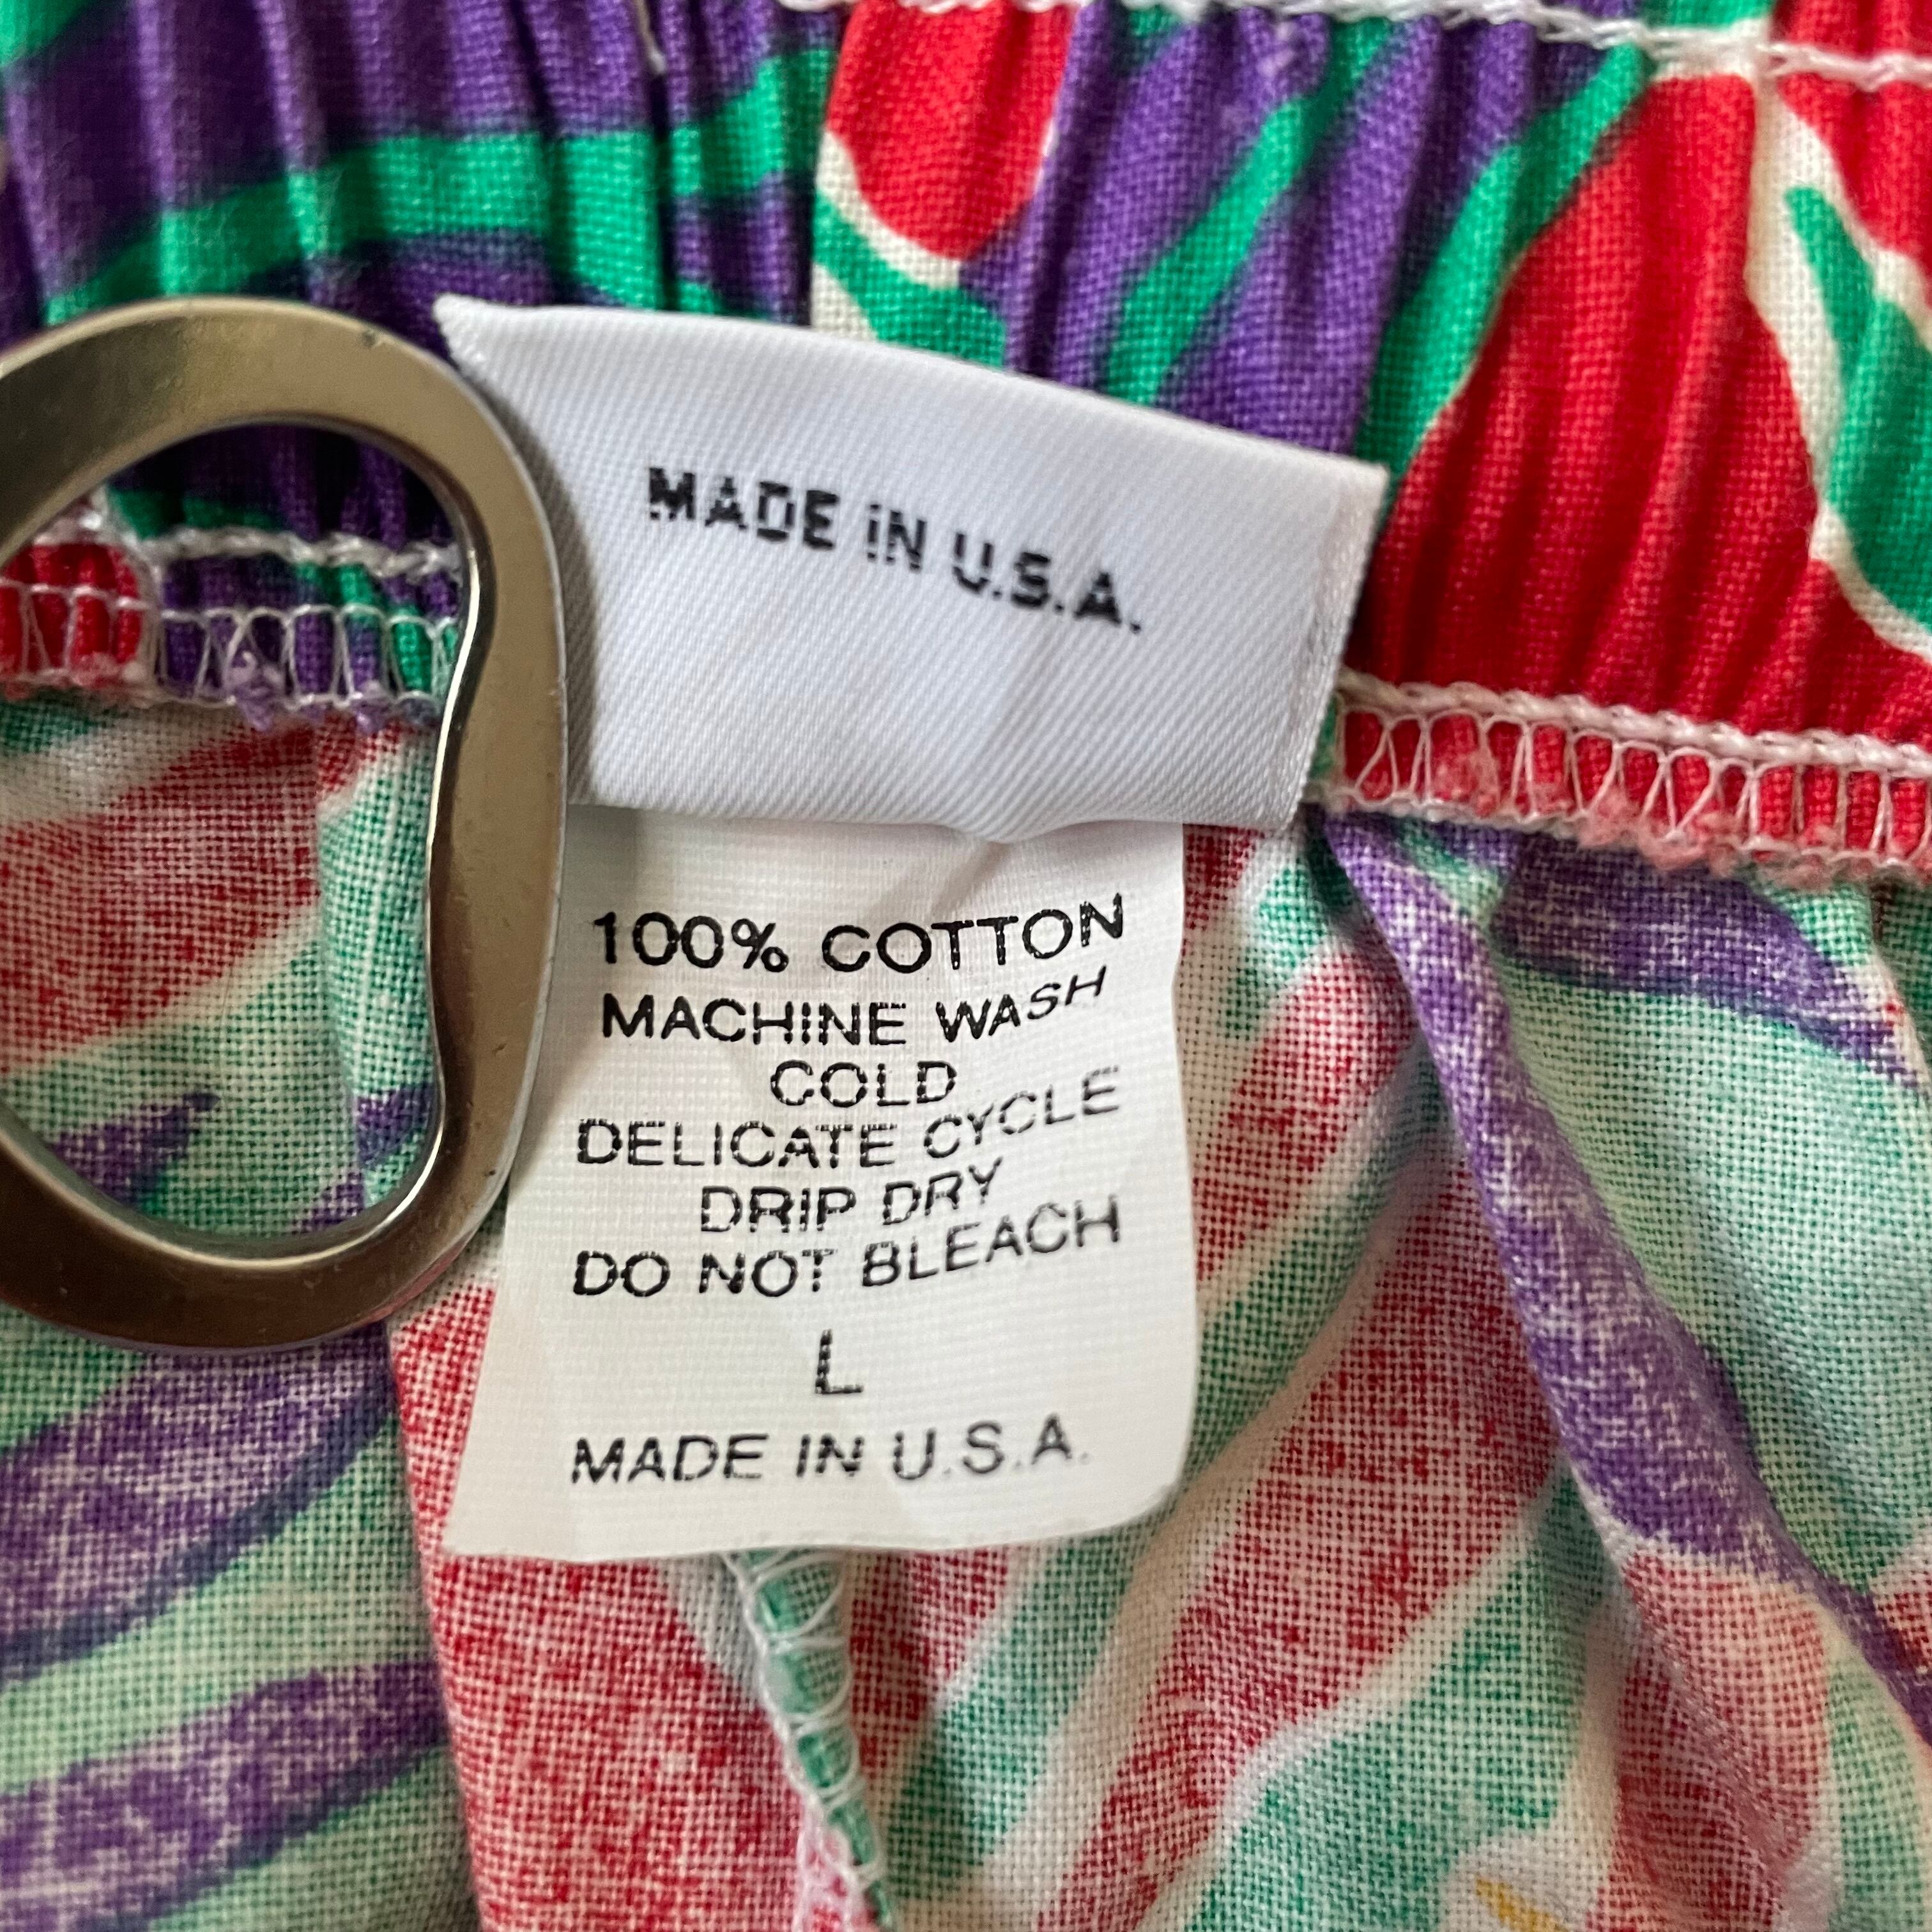 MADE IN U.S.A.
100% COTTON
MACHINE WASH
COLD
DELICATE CYCLE
DRIP DRY
DO NOT BLEACH
L
MADE IN U.S.A.